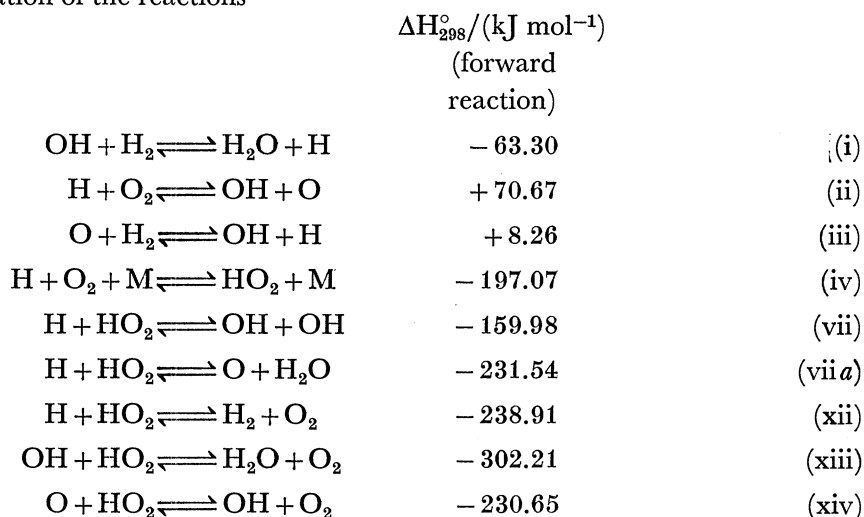 ation of the reactions
ΔH°298/(kJ mol−1)
(forward
reaction)
OH + H2 ⇌ H2O + H −63.30 (i)
H + O2 ⇌ OH + O +70.67 (ii)
O + H2 ⇌ OH + H +8.26 (iii)
H + O2 + M ⇌ HO2 + M −197.07 (iv)
H + HO2 ⇌ OH + OH −159.98 (vii)
H + HO2 ⇌ O + H2O −231.54 (vii a)
H + HO2 ⇌ H2 + O2 −238.91 (xii)
OH + HO2 ⇌ H2O + O2 −302.21 (xiii)
O + HO2 ⇌ OH + O2 −230.65 (xiv)